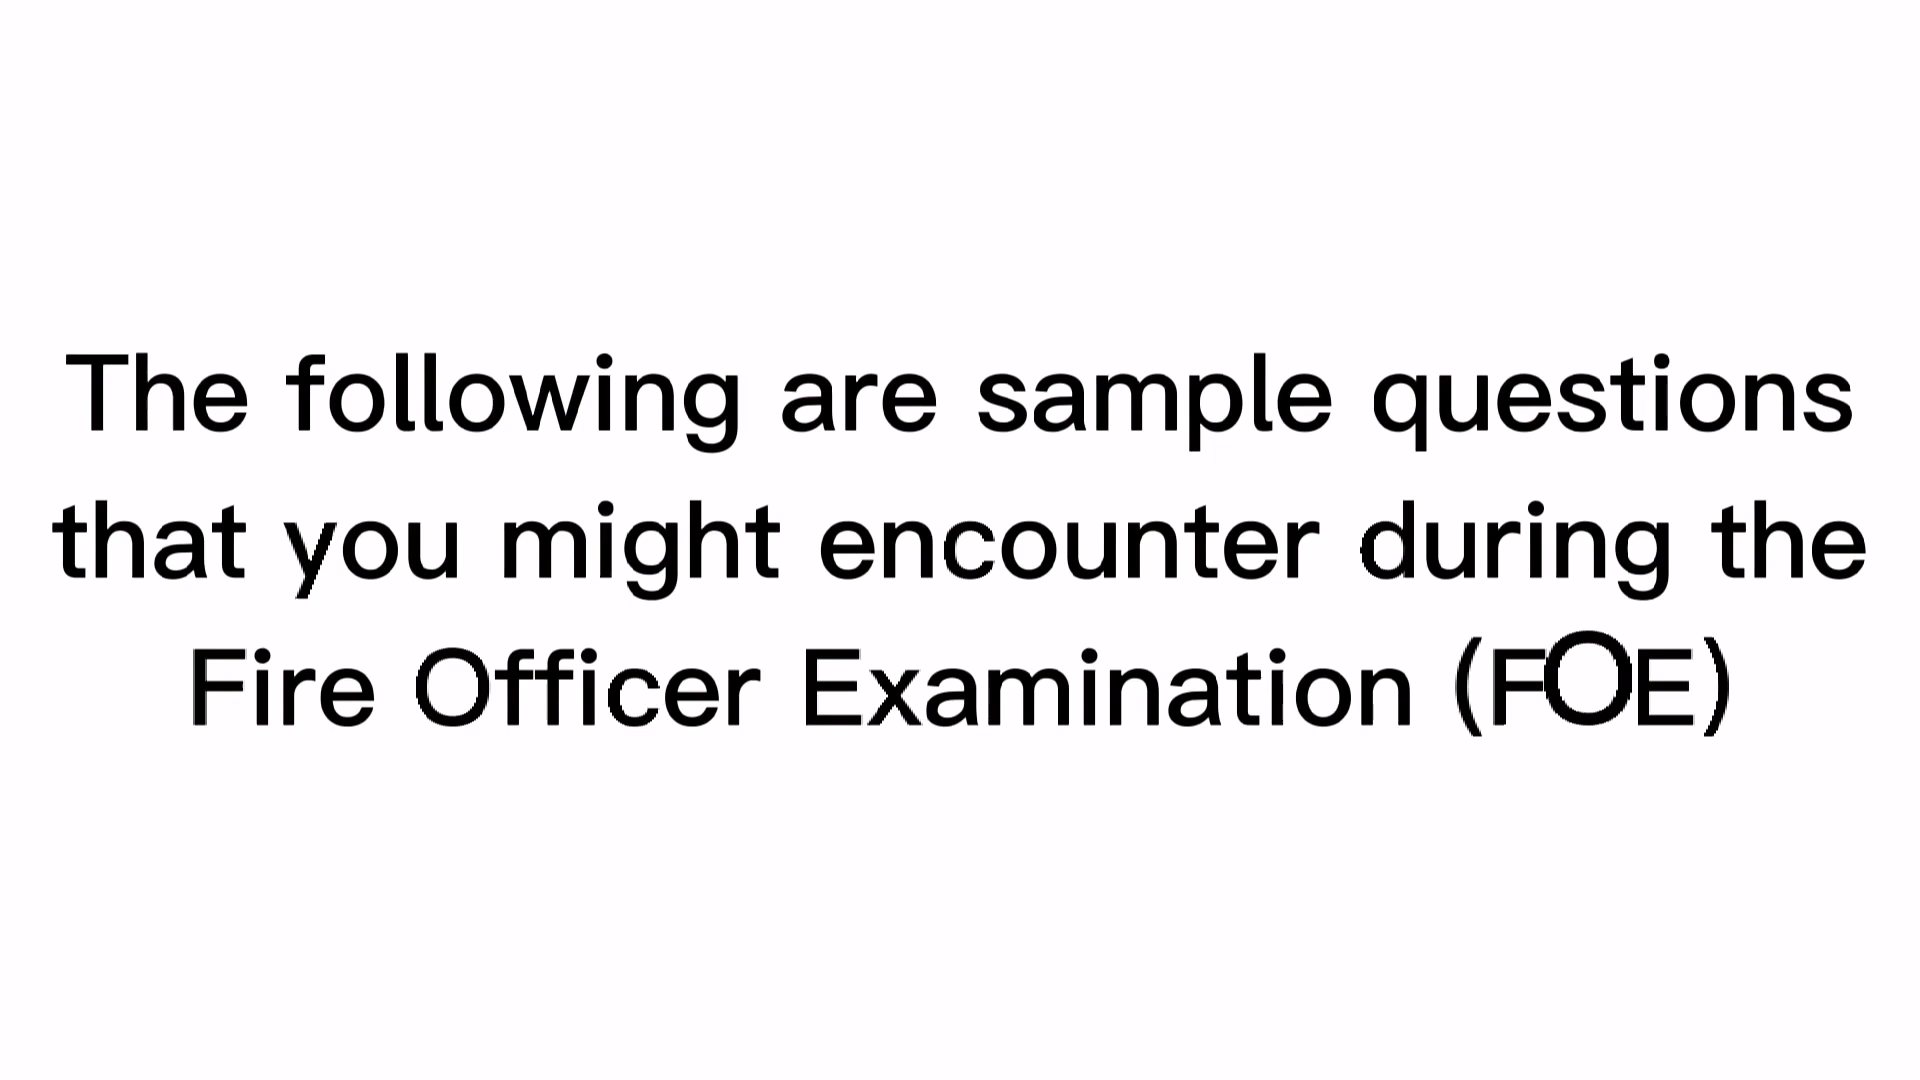 The following are sample questions
that you might encounter during the
Fire Officer Examination (FOE)